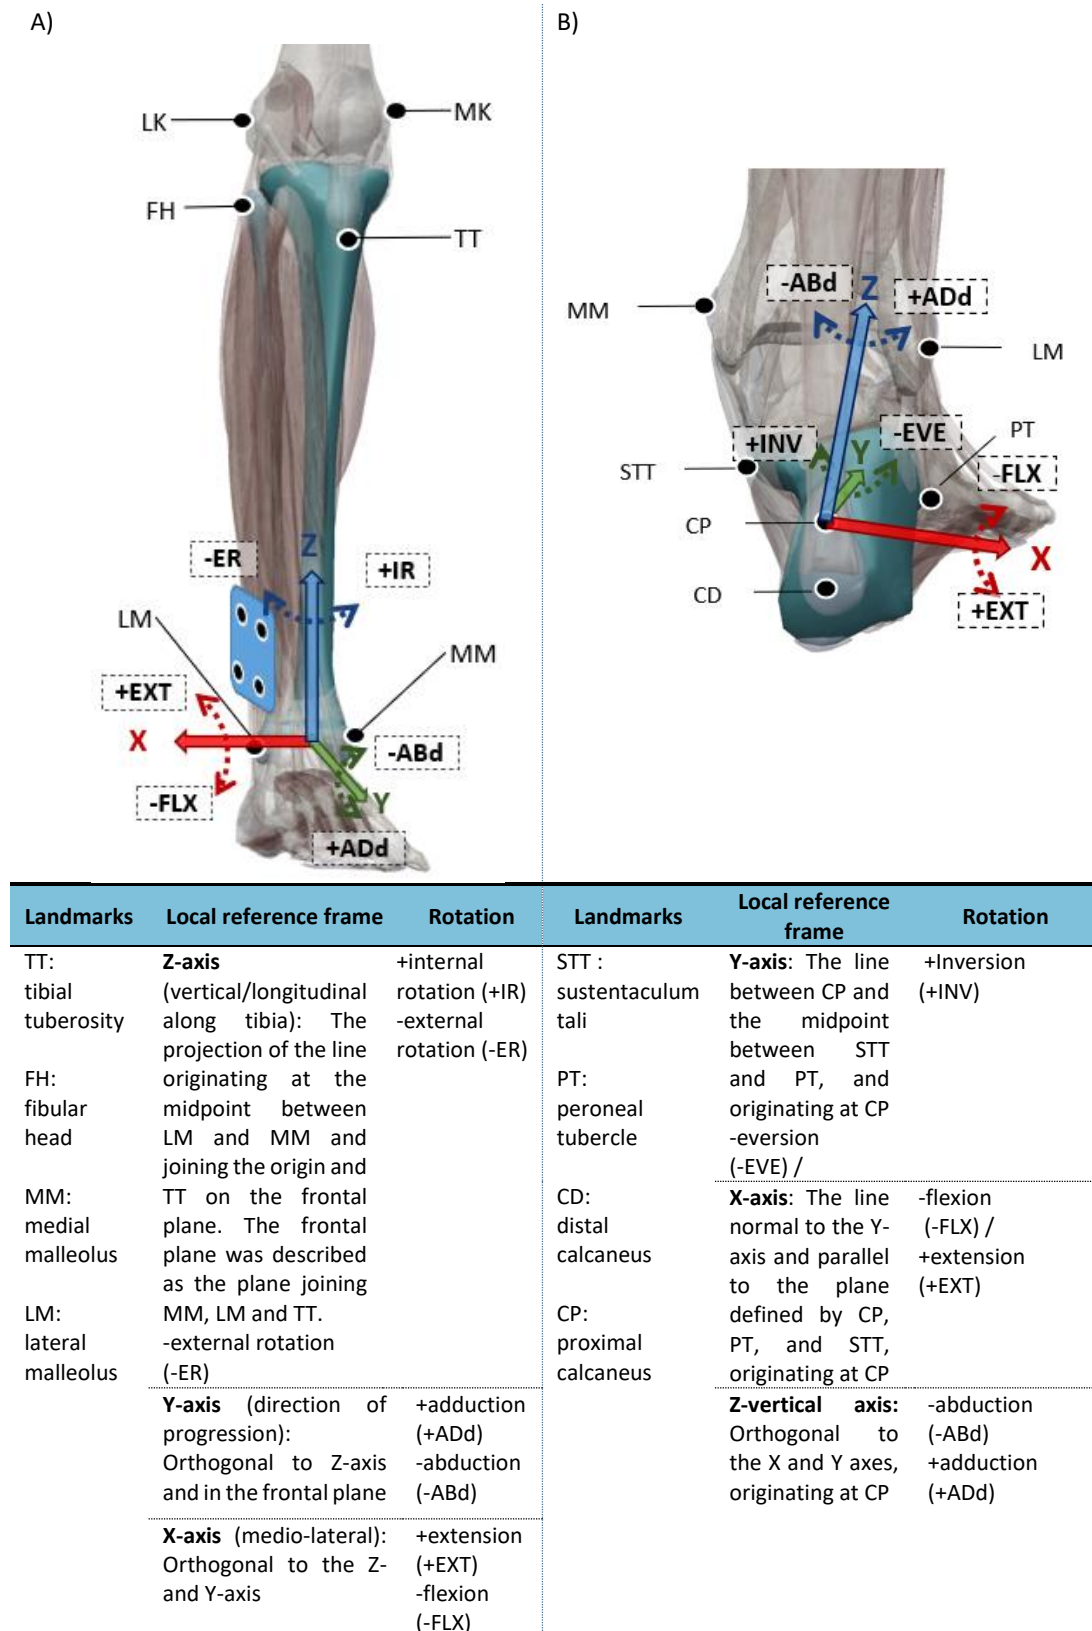 A)
B)
LK
MK
FH
TT
-ER
Z
+IR
LM
MM
+EXT
X
-ABd
-FLX
Y
+ADd
-ABd
Z
+ADd
MM
LM
+INV
Y
-EVE
PT
STT
-FLX
CP
X
CD
+EXT
Landmarks
Local reference frame
Rotation
TT:
tibial
tuberosity
FH:
fibular
head
MM:
medial
malleolus
LM:
lateral
malleolus
Z-axis
(vertical/longitudinal
along tibia): The
projection of the line
originating at the
midpoint between
LM and MM and
joining the origin and
TT on the frontal
plane. The frontal
plane was described
as the plane joining
MM, LM and TT.
-external rotation
(-ER)
+internal
rotation (+IR)
-external
rotation (-ER)
Y-axis (direction of
progression):
Orthogonal to Z-axis
and in the frontal plane
+adduction
(+ADd)
-abduction
(-ABd)
X-axis (medio-lateral):
Orthogonal to the Z-
and Y-axis
+extension
(+EXT)
-flexion
(-FLX)
Landmarks
Local reference
frame
Rotation
STT :
sustentaculum
tali
PT:
peroneal
tubercle
CD:
distal
calcaneus
CP:
proximal
calcaneus
Y-axis: The line
between CP and
the midpoint
between STT
and PT, and
originating at CP
-eversion
(-EVE) /
+Inversion
(+INV)
X-axis: The line
normal to the Y-
axis and parallel
to the plane
defined by CP,
PT, and STT,
originating at CP
-flexion
(-FLX) /
+extension
(+EXT)
Z-vertical axis:
Orthogonal to
the X and Y axes,
originating at CP
-abduction
(-ABd)
+adduction
(+ADd)